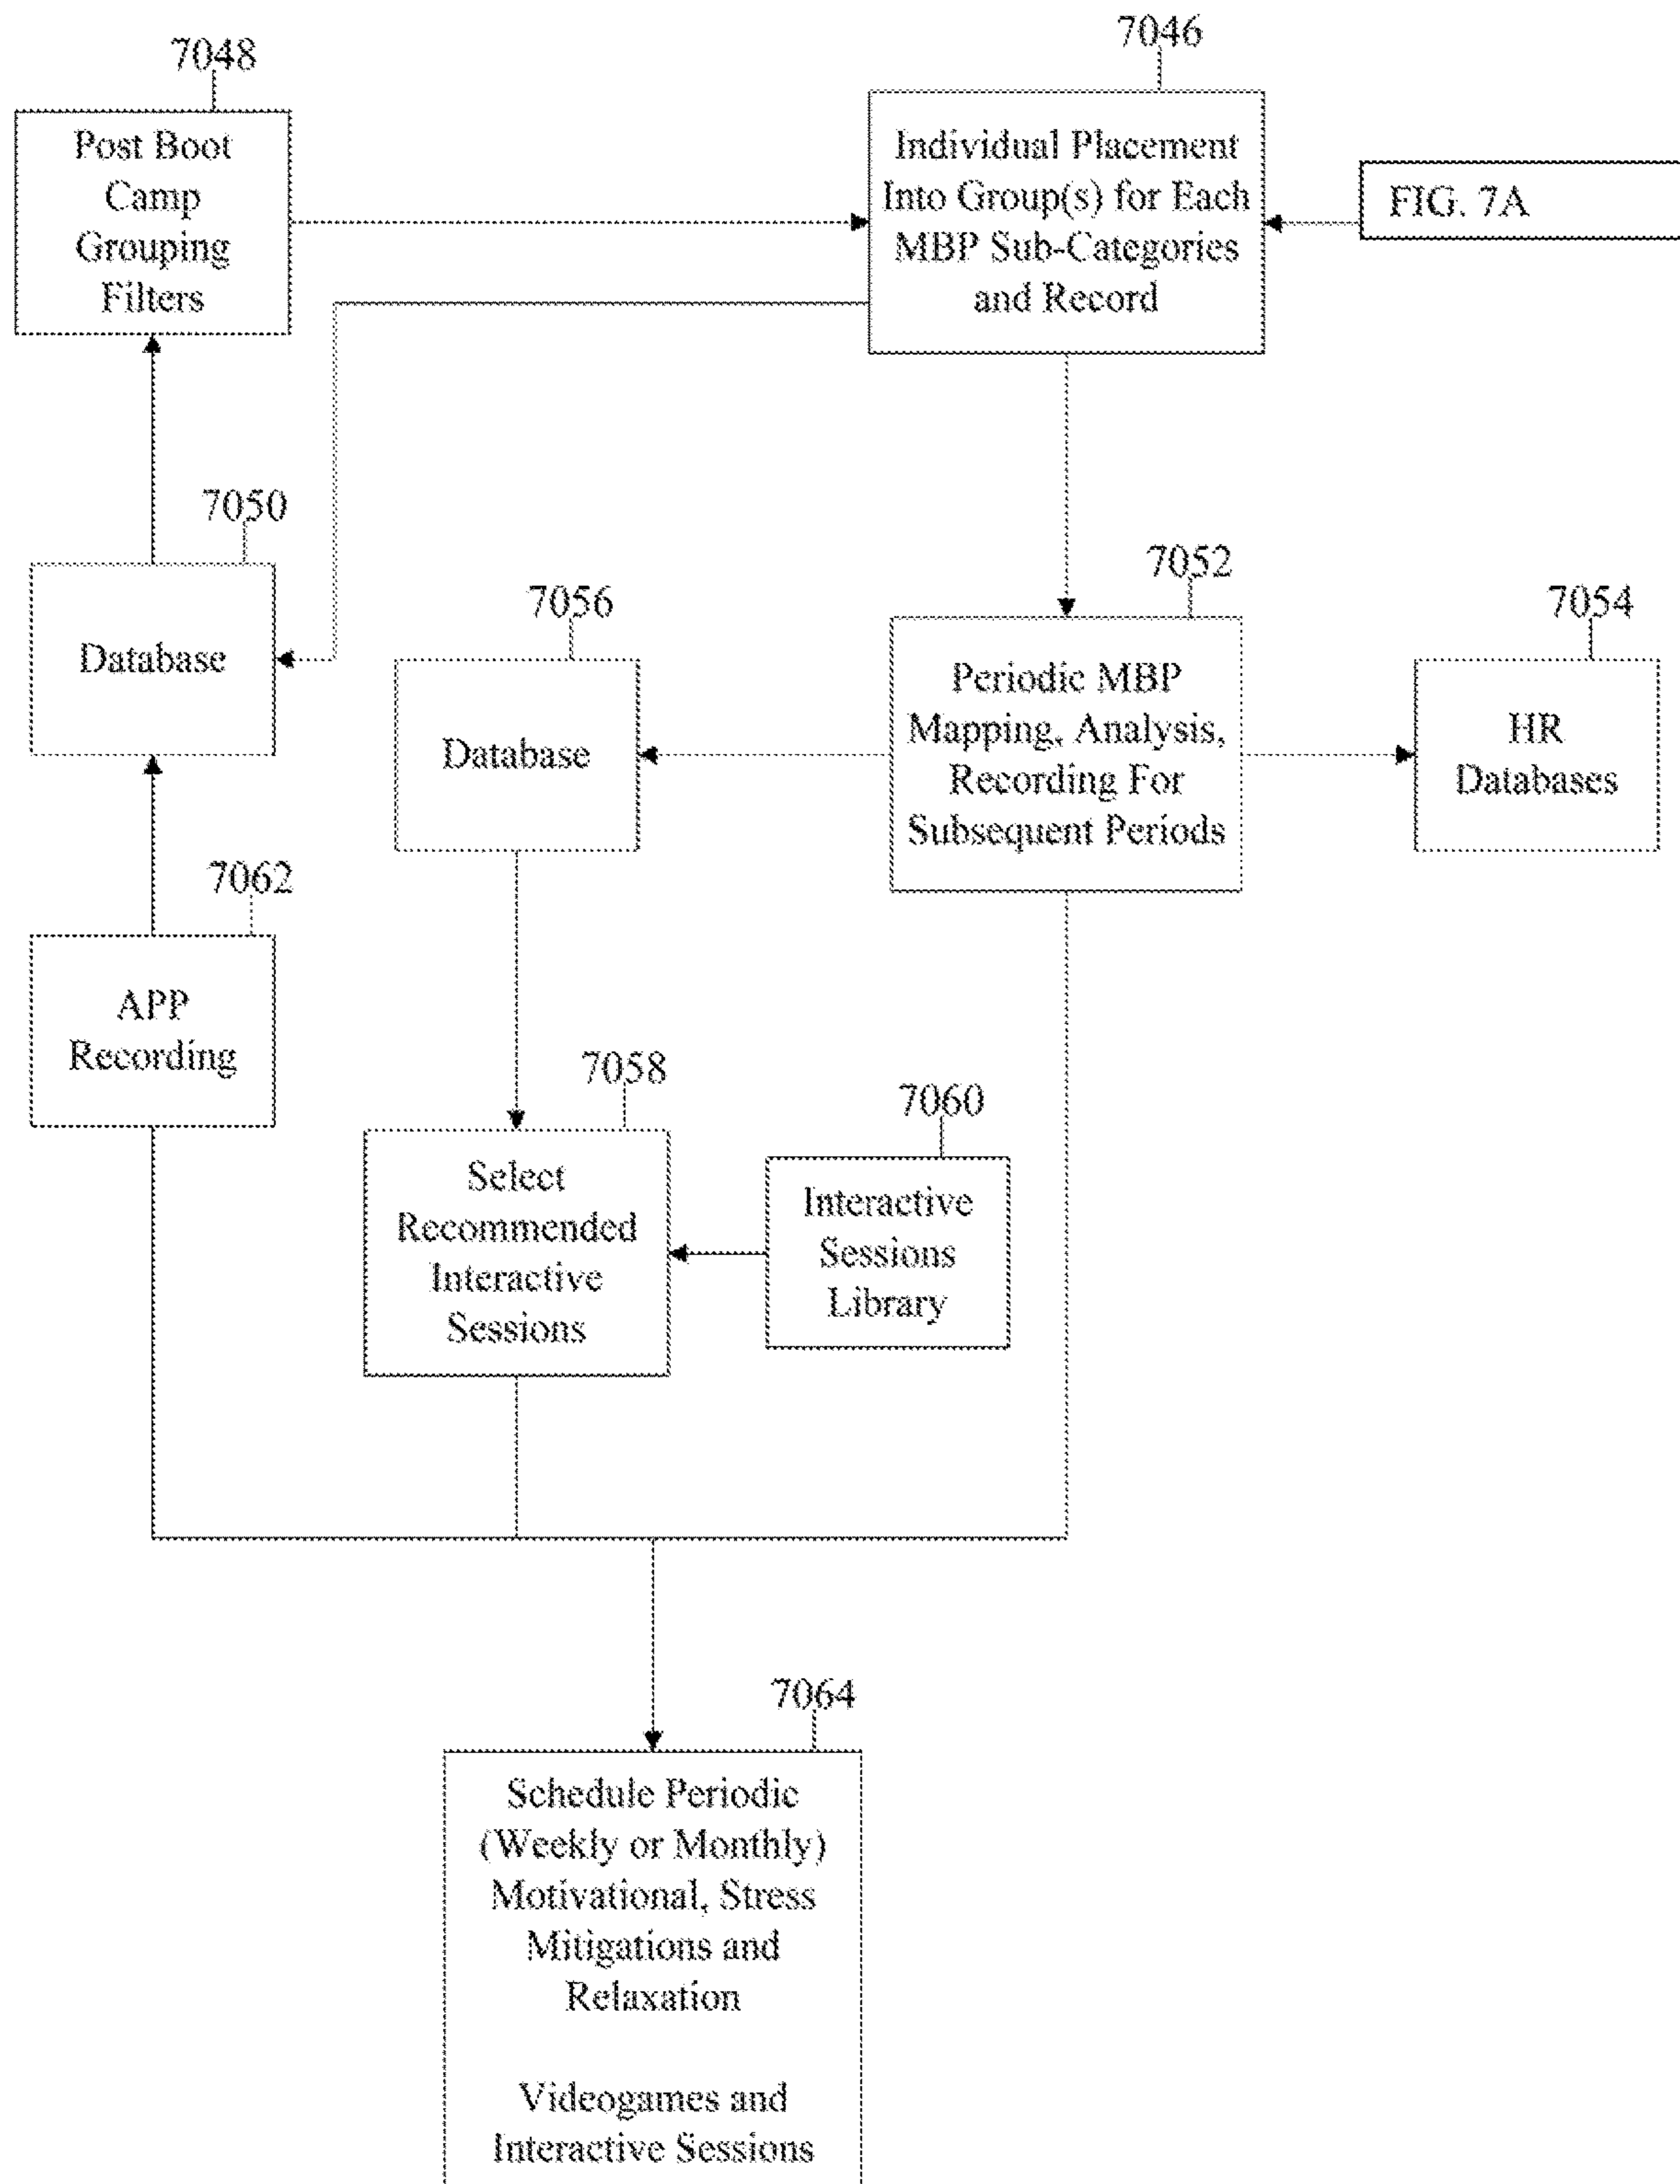 7046
7048
Post Boot
Camp
Grouping
Filters
Individual Placement
Into Group(s) for Each
MBP Sub-Categories
and Record
FIG. 7A
7050
Database
7056
Database
7052
Periodic MBP
Mapping, Analysis,
Recording For
Subsequent Periods
7054
HR
Databases
7062
APP
Recording
7058
Select
Recommended
Interactive
Sessions
7060
Interactive
Sessions
Library
7064
Schedule Periodic
(Weekly or Monthly)
Motivational, Stress
Mitigations and
Relaxation
Videogames and
Interactive Sessions